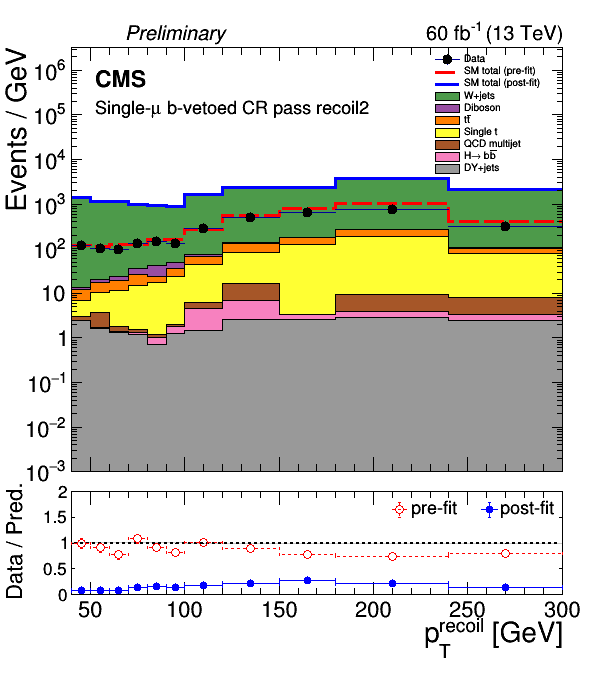 Preliminary 60 fb⁻¹ (13 TeV)
CMS
Single-μ b-vetoed CR pass recoil2
Data
SM total (pre-fit)
SM total (post-fit)
W+jets
Diboson
tt̅
Single t
QCD multijet
H→ bb̅
DY+jets
Events / GeV
10⁶
10⁵
10⁴
10³
10²
10
1
10⁻¹
10⁻²
10⁻³
pre-fit post-fit
Data / Pred.
2
1.5
1
0.5
0
50 100 150 200 250 300
p_T^recoil [GeV]